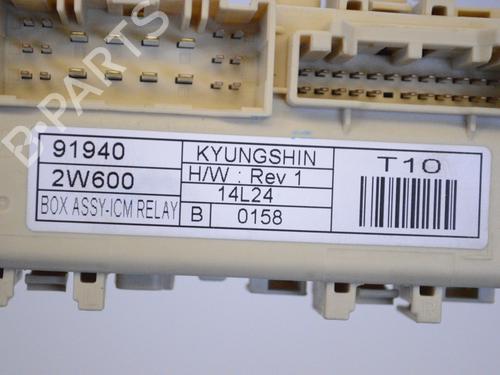 B-PARTS
91940
2W600
BOX ASSY-ICM RELAY
KYUNGSHIN
H/W : Rev 1
14L24
B 0158
T10